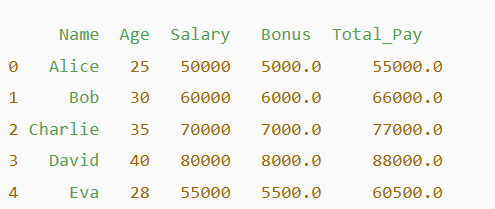 Name Age Salary Bonus Total_Pay
0 Alice 25 50000 5000.0 55000.0
1 Bob 30 60000 6000.0 66000.0
2 Charlie 35 70000 7000.0 77000.0
3 David 40 80000 8000.0 88000.0
4 Eva 28 55000 5500.0 60500.0